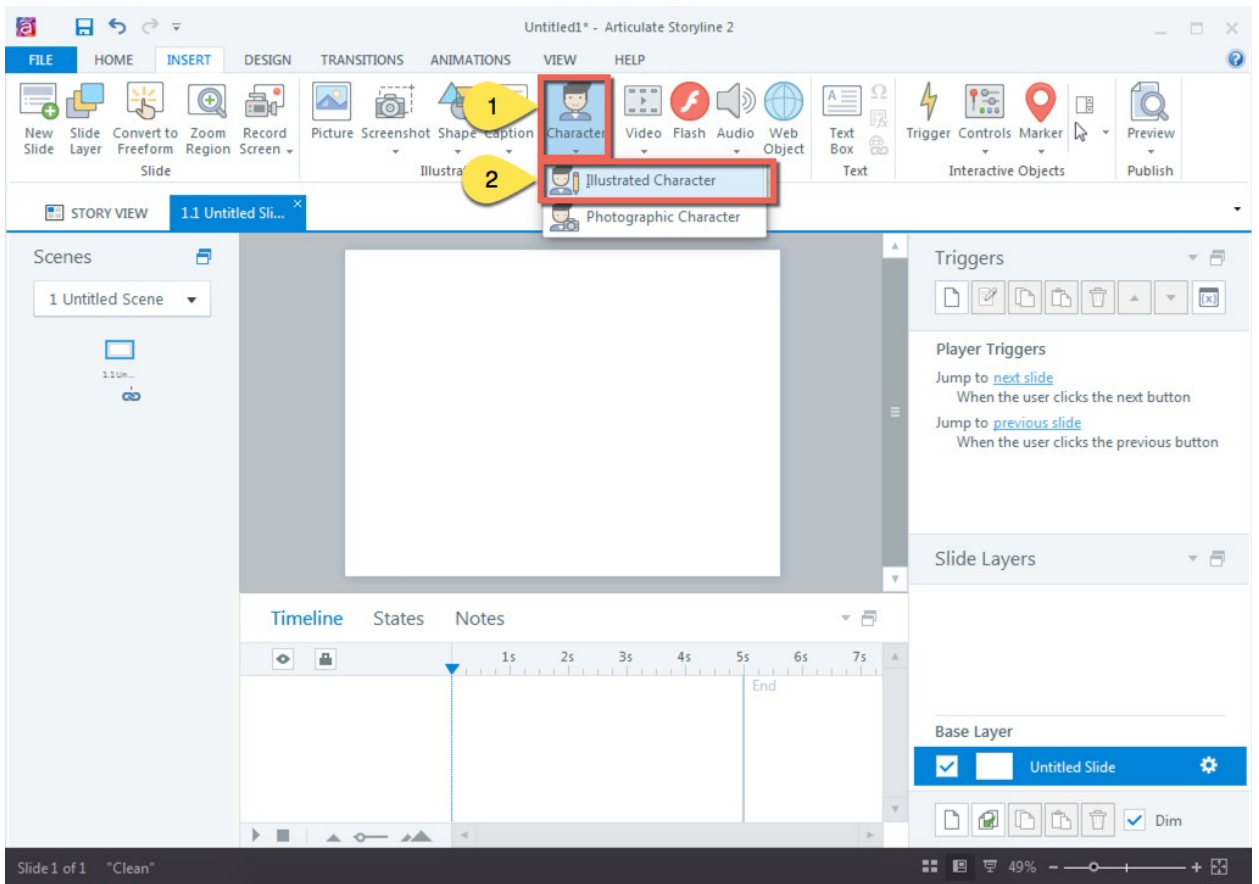 Untitled1* - Articulate Storyline 2
FILE HOME INSERT DESIGN TRANSITIONS ANIMATIONS VIEW HELP
New Slide
Slide Layer
Convert to Freeform
Zoom Region
Record Screen
Slide
Picture
Screenshot
Shape
Caption
Character
Video
Flash
Audio
Web Object
Text Box
Text
Trigger
Controls
Marker
Interactive Objects
Preview
Publish
1
2
Illustrated Character
Photographic Character
STORY VIEW
1.1 Untitled Sli...
Scenes
1 Untitled Scene
1.1 Un...
Triggers
Player Triggers
Jump to next slide
When the user clicks the next button
Jump to previous slide
When the user clicks the previous button
Slide Layers
Base Layer
Untitled Slide
Dim
Timeline States Notes
1s 2s 3s 4s 5s 6s 7s
End
Slide 1 of 1 "Clean"
49%